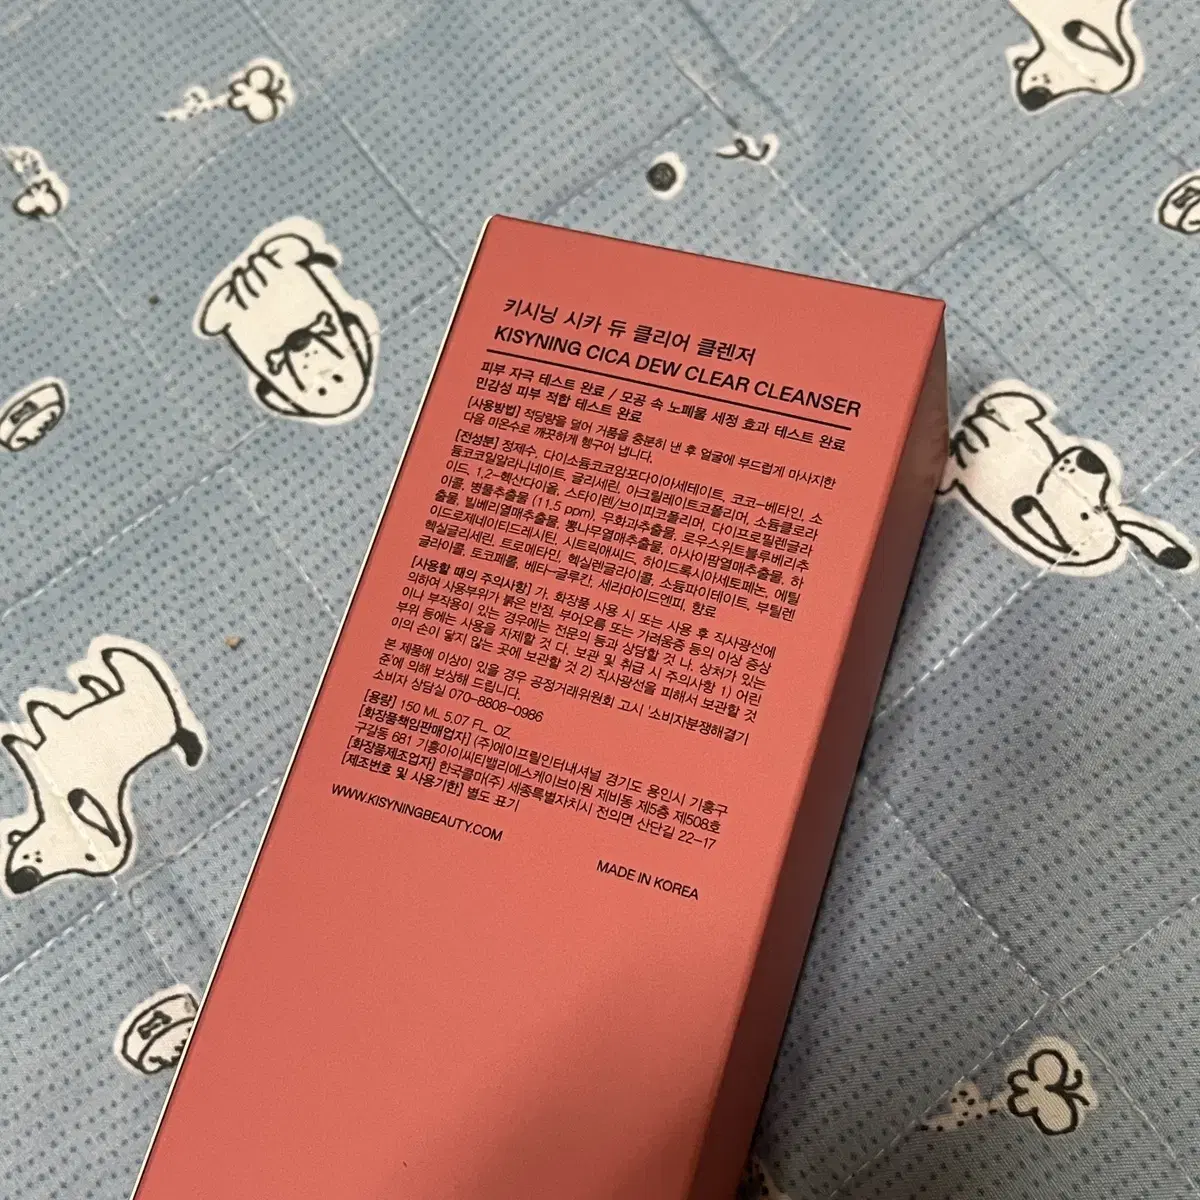 키시닝 시카 듀 클리어 클렌저
KISYNING CICA DEW CLEAR CLEANSER
피부 자극 테스트 완료 / 모공 속 노폐물 세정 효과 테스트 완료
민감성 피부 적합 테스트 완료
[사용방법] 적당량을 덜어 거품을 충분히 낸 후 얼굴에 부드럽게 마사지한
다음 미온수로 깨끗하게 헹구어 냅니다.
[전성분] 정제수, 다이소듐코코암포다이아세테이트, 코코-베타인, 소
듐코코일알라니네이트, 글리세린, 아크릴레이트코폴리머, 소듐클로라
이드, 1,2-헥산다이올, 스타이렌/브이피코폴리머, 다이프로필렌글라
이콜, 병풀추출물 (11.5 ppm), 무화과추출물, 로우스위트블루베리추
출물, 빌베리열매추출물, 뽕나무열매추출물, 아사이팜열매추출물, 하
이드로제네이티드레시틴, 시트릭애씨드, 하이드록시아세토페논, 에틸
헥실글리세린, 트로메타민, 헥실렌글라이콜, 소듐파이테이트, 부틸렌
글라이콜, 토코페롤, 베타-글루칸, 세라마이드엔피, 향료
[사용할 때의 주의사항] 가. 화장품 사용 시 또는 사용 후 직사광선에
의하여 사용부위가 붉은 반점, 부어오름 또는 가려움증 등의 이상 증상
이나 부작용이 있는 경우에는 전문의 등과 상담할 것 나. 상처가 있는
부위 등에는 사용을 자제할 것 다. 보관 및 취급 시 주의사항 1) 어린
이의 손이 닿지 않는 곳에 보관할 것 2) 직사광선을 피해서 보관할 것
본 제품에 이상이 있을 경우 공정거래위원회 고시 '소비자분쟁해결기
준에 의해 보상해 드립니다.
소비자 상담실 070-8808-0986
[용량] 150 ML 5.07 FL. OZ
[화장품책임판매업자] (주)에이프릴인터내셔널 경기도 용인시 기흥구
구갈동 681 기흥아이씨티밸리에스케이브이원 제비동 제5층 제508호
[화장품제조업자] 한국콜마(주) 세종특별자치시 전의면 산단길 22-17
[제조번호 및 사용기한] 별도 표기
WWW.KISYNINGBEAUTY.COM
MADE IN KOREA